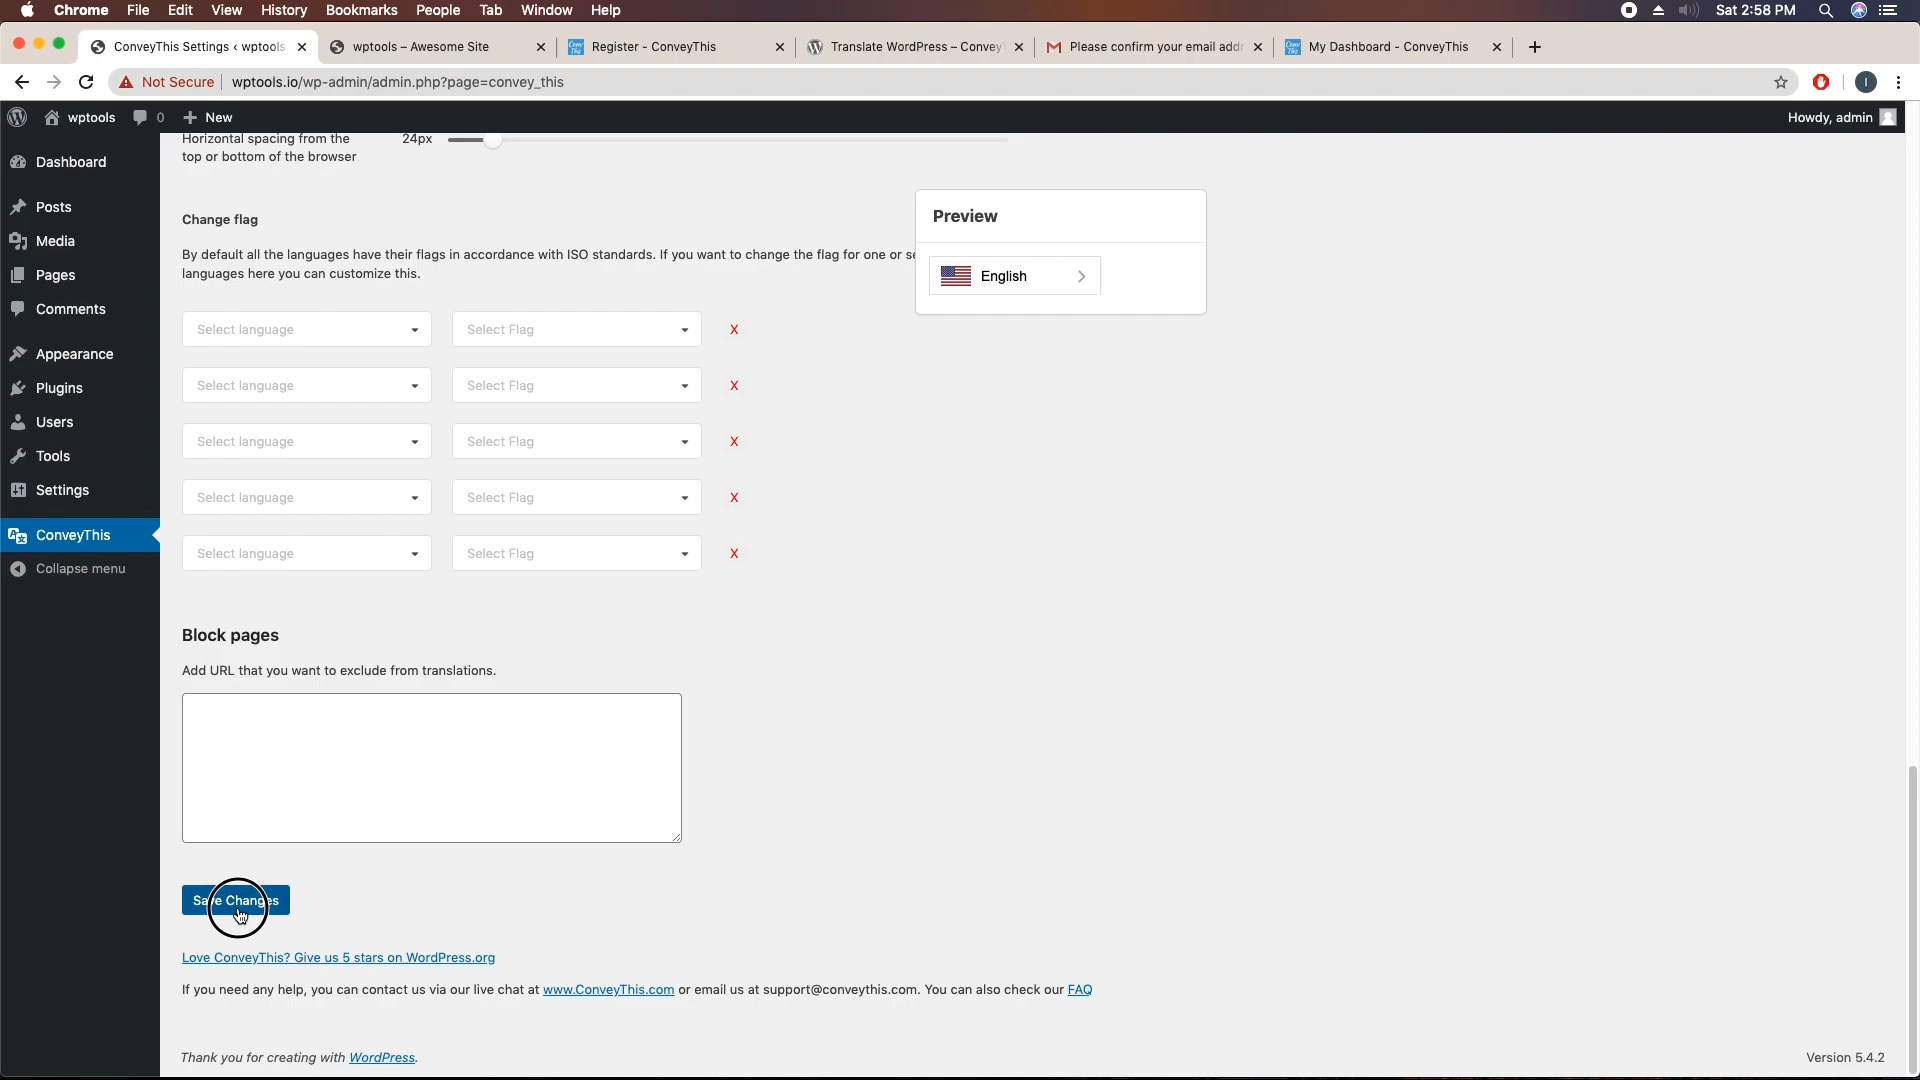 Chrome File Edit View History Bookmarks People Tab Window Help Sat 2:58 PM
ConveyThis Settings ‹ wptools
wptools – Awesome Site
Register - ConveyThis
Translate WordPress – Convey
Please confirm your email addr
My Dashboard - ConveyThis
Not Secure wptools.io/wp-admin/admin.php?page=convey_this
wptools 0 New Howdy, admin
Dashboard
Posts
Media
Pages
Comments
Appearance
Plugins
Users
Tools
Settings
ConveyThis
Collapse menu
Horizontal spacing from the 24px
top or bottom of the browser
Change flag
By default all the languages have their flags in accordance with ISO standards. If you want to change the flag for one or se
languages here you can customize this.
Select language Select Flag X
Select language Select Flag X
Select language Select Flag X
Select language Select Flag X
Select language Select Flag X
Preview
English
Block pages
Add URL that you want to exclude from translations.
Save Changes
Love ConveyThis? Give us 5 stars on WordPress.org
If you need any help, you can contact us via our live chat at www.ConveyThis.com or email us at support@conveythis.com. You can also check our FAQ
Thank you for creating with WordPress. Version 5.4.2